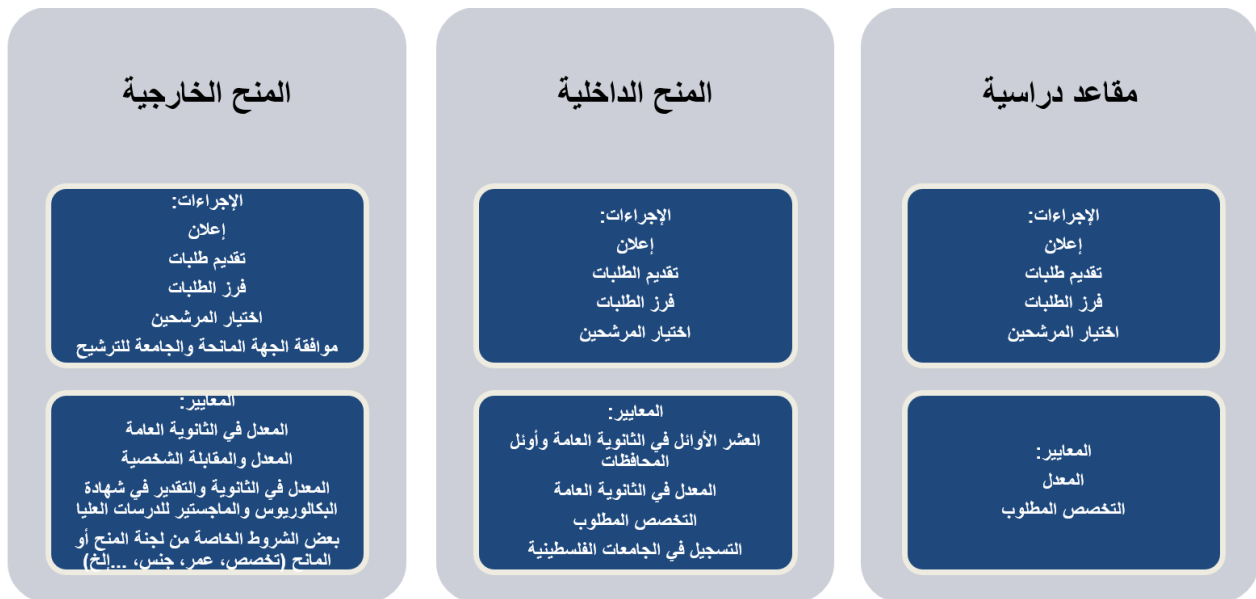 مقاعد دراسية
الإجراءات:
إعلان
تقديم طلبات
فرز الطلبات
اختيار المرشحين
المعايير:
المعدل
التخصص المطلوب
المنح الداخلية
الإجراءات:
إعلان
تقديم الطلبات
فرز الطلبات
اختيار المرشحين
المعايير:
العشر الأوائل في الثانوية العامة وأوئل
المحافظات
المعدل في الثانوية العامة
التخصص المطلوب
التسجيل في الجامعات الفلسطينية
المنح الخارجية
الإجراءات:
إعلان
تقديم طلبات
فرز الطلبات
اختيار المرشحين
موافقة الجهة المانحة والجامعة للترشيح
المعايير:
المعدل في الثانوية العامة
المعدل والمقابلة الشخصية
المعدل في الثانوية والتقدير في شهادة
البكالوريوس والماجستير للدرسات العليا
بعض الشروط الخاصة من لجنة المنح أو
المانح (تخصص، عمر، جنس، ...إلخ)